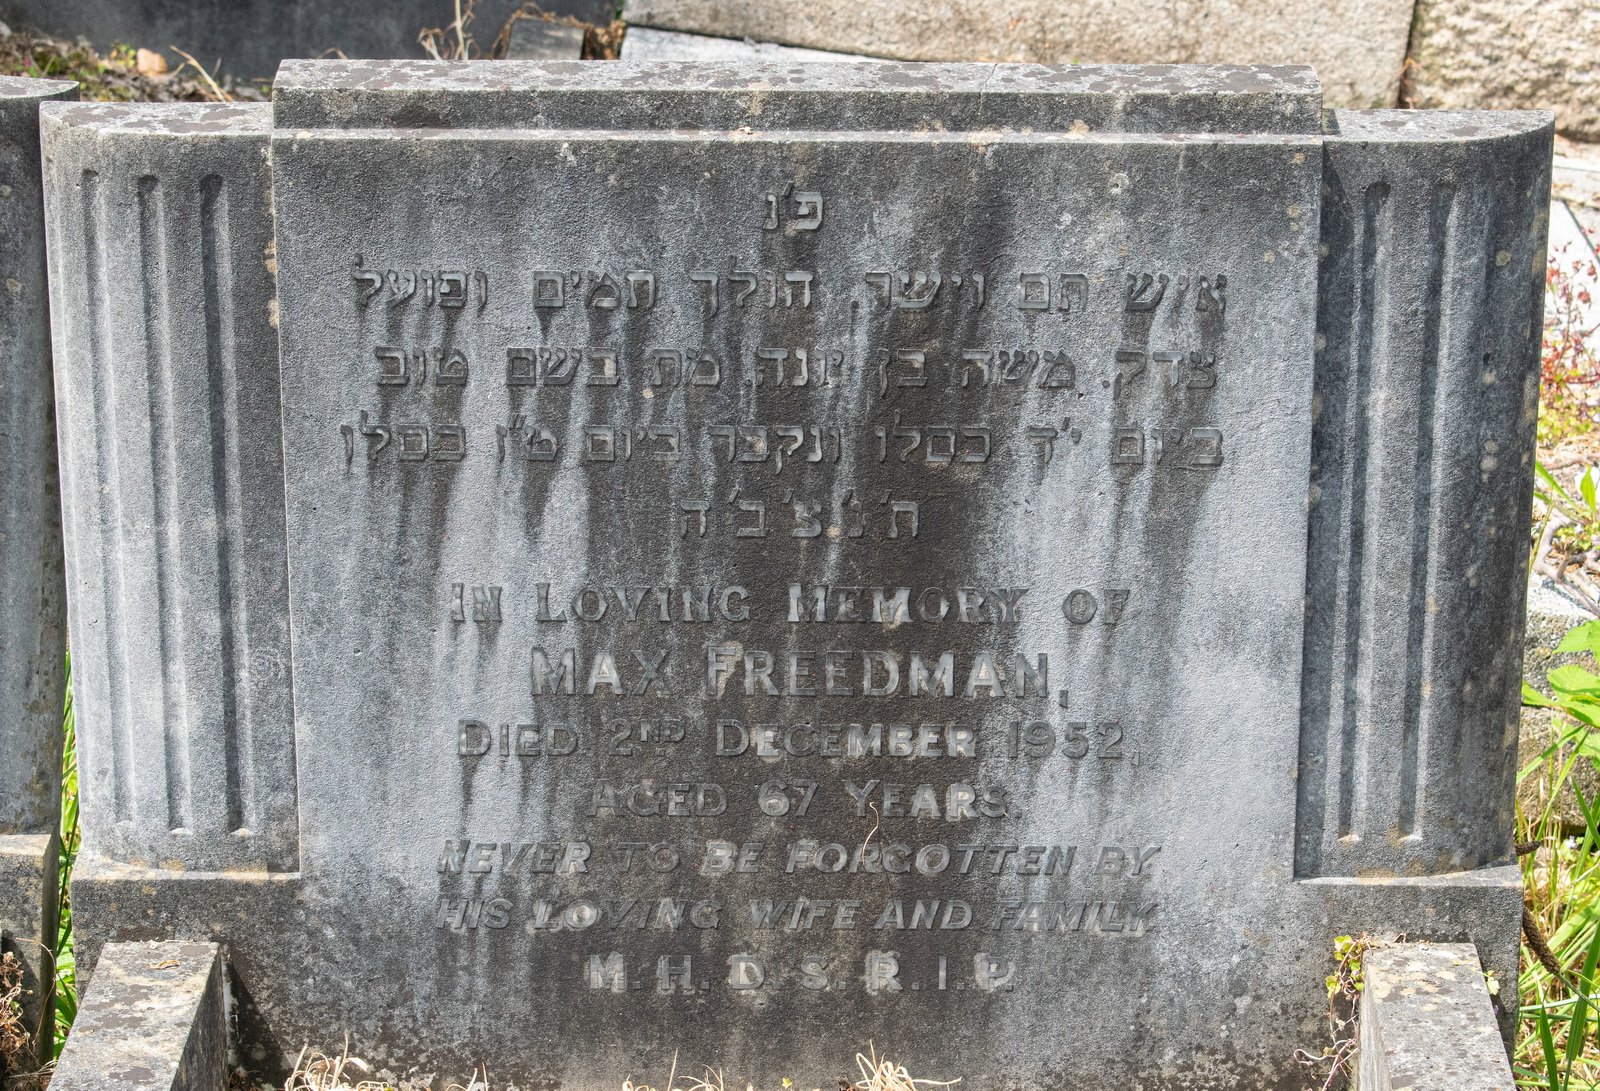 פ'נ
איש תם וישר, הולך תמים ופועל
צדק. משה בן יונה. מת בשם טוב
ביום י'ד כסלו ונקבר ביום ט"ז כסלו
ת'נ'צ'ב'ה
IN LOVING MEMORY OF
MAX FREEDMAN,
DIED 2ND DECEMBER 1952,
AGED 67 YEARS.
NEVER TO BE FORGOTTEN BY
HIS LOVING WIFE AND FAMILY.
M.H.D.S.R.I.P.